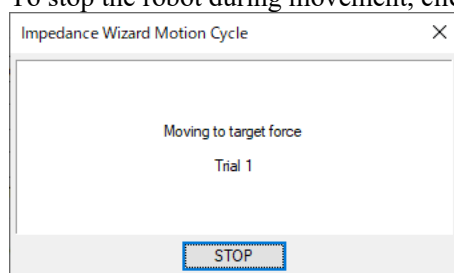 To stop the robot during movement,
Impedance Wizard Motion Cycle
Moving to target force
Trial 1
STOP